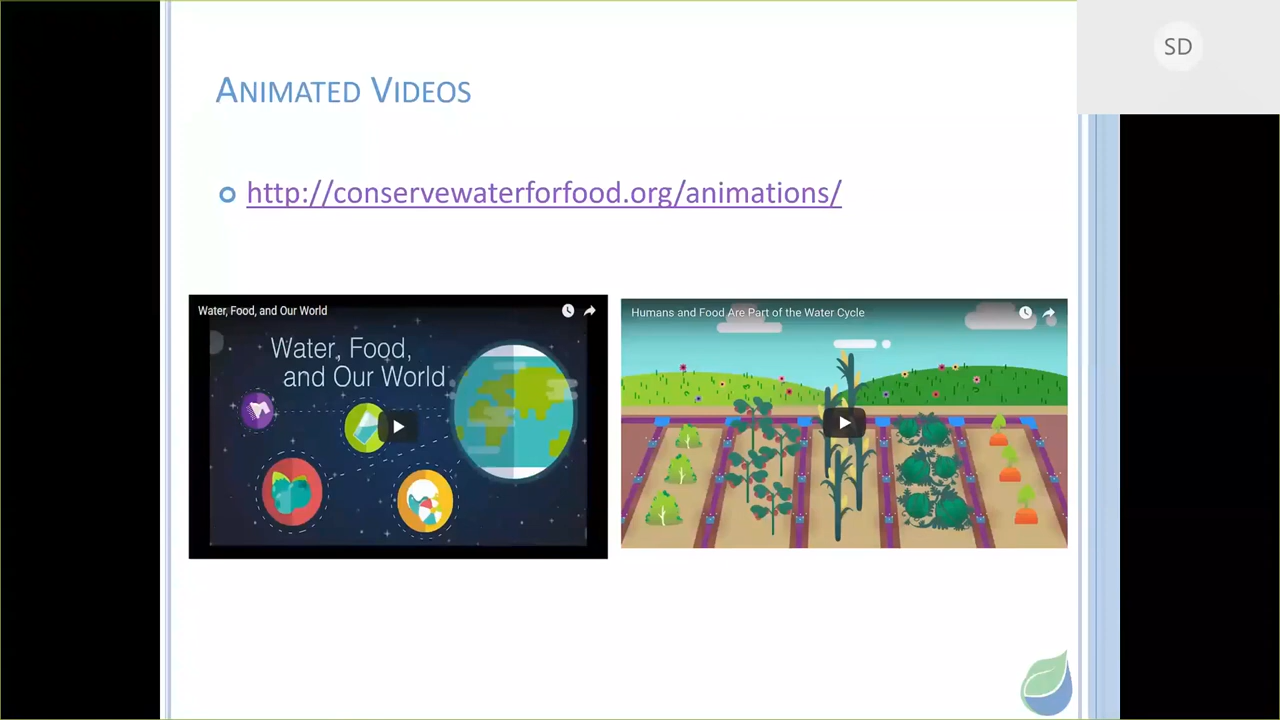 SD
ANIMATED VIDEOS
http://conservewaterforfood.org/animations/
Water, Food, and Our World
Water, Food,
and Our World
Humans and Food Are Part of the Water Cycle